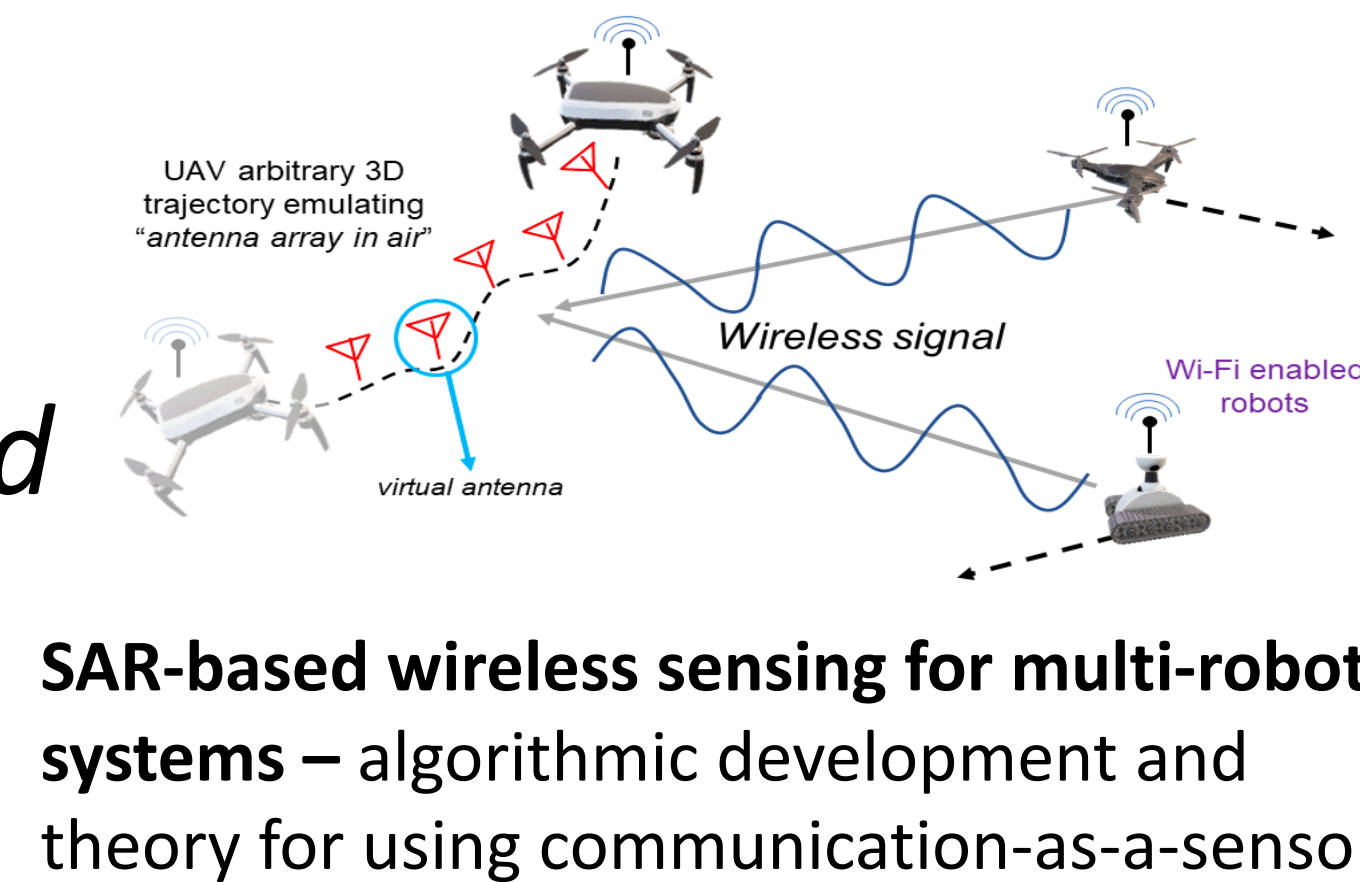 UAV arbitrary 3D
trajectory emulating
“antenna array in air”
Wireless signal
Wi-Fi enabled
robots
d
virtual antenna
SAR-based wireless sensing for multi-robot
systems – algorithmic development and
theory for using communication-as-a-senso